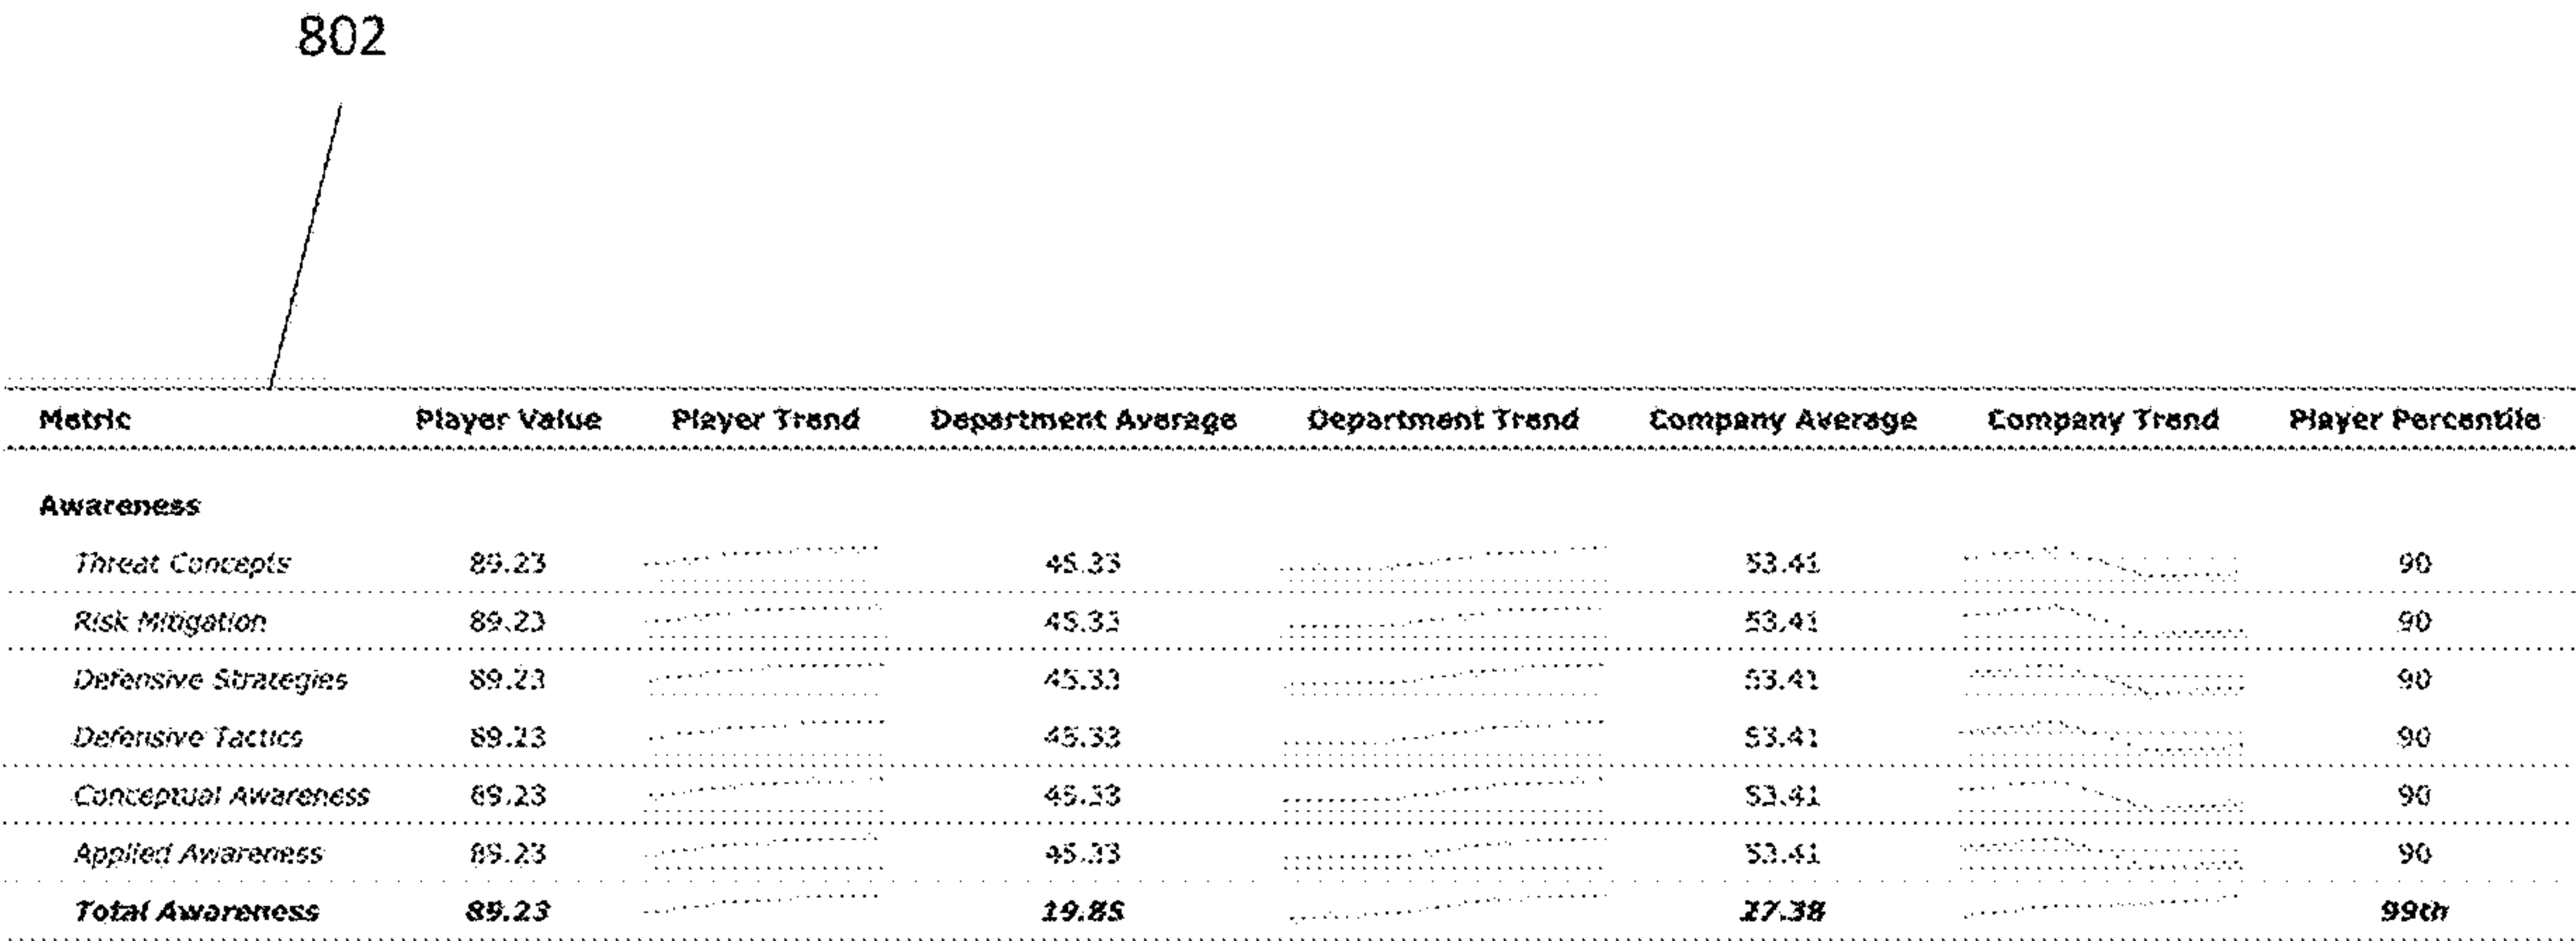 802
Metric Player Value Player Trend Department Average Department Trend Company Average Company Trend Player Percentile
Awareness
Threat Concepts 89.23 45.33 53.41 90
Risk Mitigation 89.23 45.33 53.41 90
Defensive Strategies 89.23 45.33 53.41 90
Defensive Tactics 89.23 45.33 53.41 90
Conceptual Awareness 89.23 45.33 53.41 90
Applied Awareness 89.23 45.33 53.41 90
Total Awareness 89.23 19.85 27.38 99th